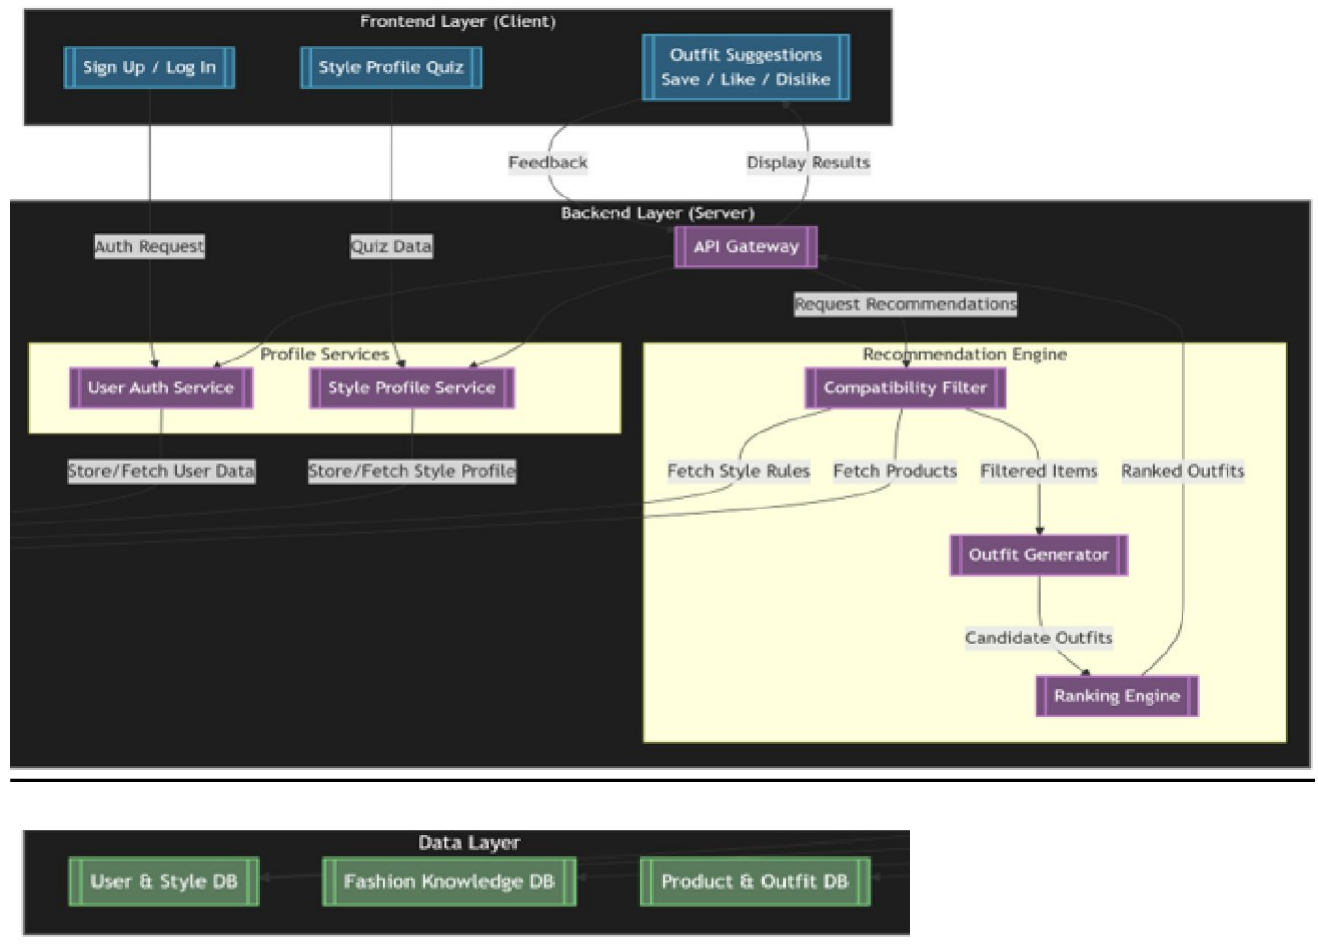 Frontend Layer (Client)
Sign Up / Log In
Style Profile Quiz
Outfit Suggestions
Save / Like / Dislike
Feedback
Display Results
Backend Layer (Server)
API Gateway
Auth Request
Quiz Data
Request Recommendations
Profile Services
User Auth Service
Style Profile Service
Store/Fetch User Data
Store/Fetch Style Profile
Recommendation Engine
Compatibility Filter
Fetch Style Rules
Fetch Products
Filtered Items
Ranked Outfits
Outfit Generator
Candidate Outfits
Ranking Engine
Data Layer
User & Style DB
Fashion Knowledge DB
Product & Outfit DB